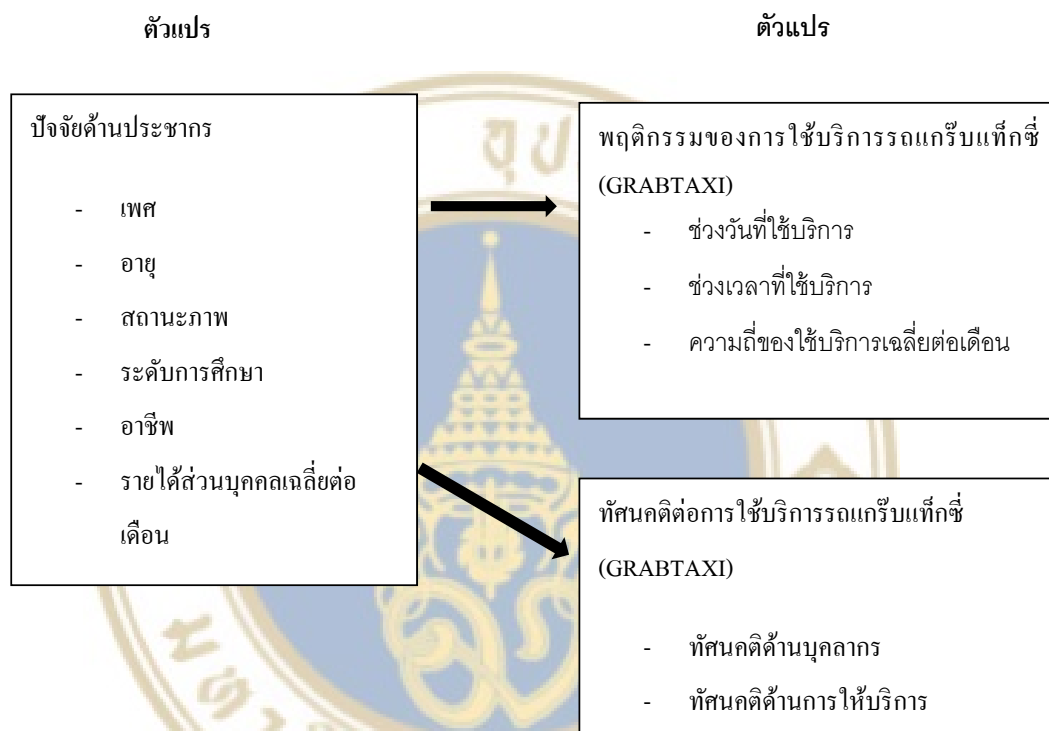 ตัวแปร
ตัวแปร
ปัจจัยด้านประชากร
- เพศ
- อายุ
- สถานะภาพ
- ระดับการศึกษา
- อาชีพ
- รายได้ส่วนบุคคลเฉลี่ยต่อ
เดือน
พฤติกรรมของการใช้บริการรถแกร๊บแท็กซี่
(GRABTAXI)
- ช่วงวันที่ใช้บริการ
- ช่วงเวลาที่ใช้บริการ
- ความถี่ของใช้บริการเฉลี่ยต่อเดือน
ทัศนคติต่อการใช้บริการรถแกร๊บแท็กซี่
(GRABTAXI)
- ทัศนคติด้านบุคลากร
- ทัศนคติด้านการให้บริการ